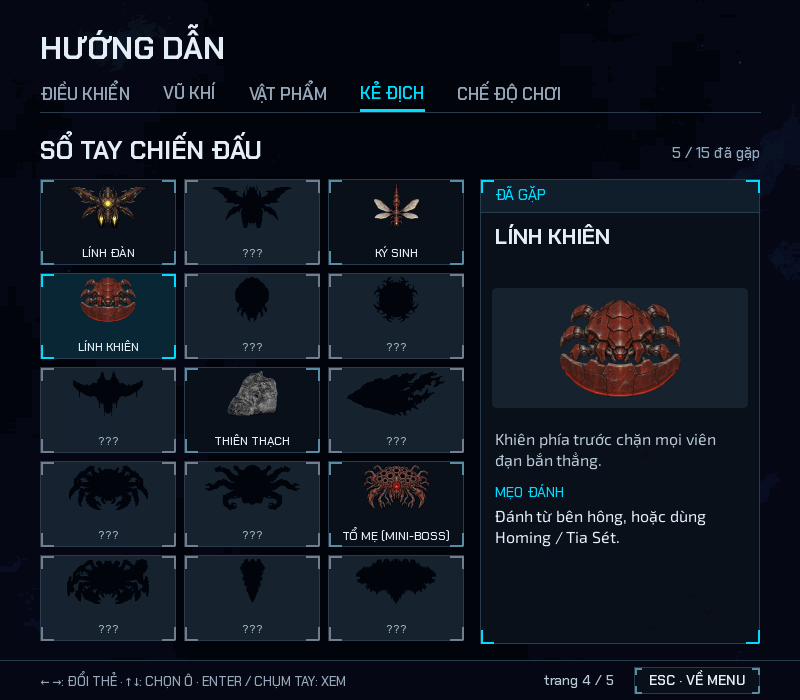 HƯỚNG DẪN
ĐIỀU KHIỂN VŨ KHÍ VẬT PHẨM KẺ ĐỊCH CHẾ ĐỘ CHƠI
SỔ TAY CHIẾN ĐẤU
5 / 15 đã gặp
LÍNH ĐÀN ??? KÝ SINH
LÍNH KHIÊN ??? ???
??? THIÊN THẠCH ???
??? ??? TỔ MẸ (MINI-BOSS)
??? ??? ???
ĐÃ GẶP
LÍNH KHIÊN
Khiên phía trước chặn mọi viên
đạn bắn thẳng.
MẸO ĐÁNH
Đánh từ bên hông, hoặc dùng
Homing / Tia Sét.
←→: ĐỔI THẺ · ↑↓: CHỌN Ô · ENTER / CHỤM TAY: XEM
trang 4 / 5
ESC · VỀ MENU